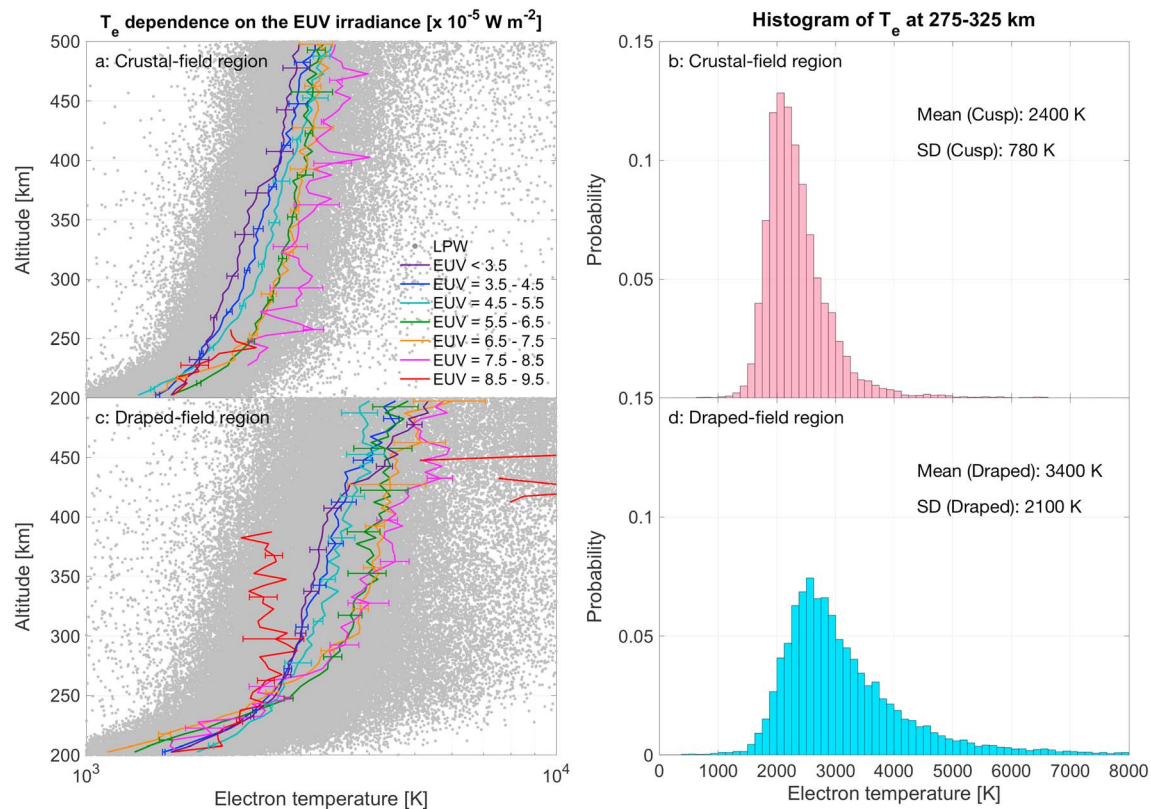 T_e dependence on the EUV irradiance [x 10^-5 W m^-2]
Histogram of T_e at 275-325 km
a: Crustal-field region
500
450
400
350
300
250
200
Altitude [km]
LPW
EUV < 3.5
EUV = 3.5 - 4.5
EUV = 4.5 - 5.5
EUV = 5.5 - 6.5
EUV = 6.5 - 7.5
EUV = 7.5 - 8.5
EUV = 8.5 - 9.5
b: Crustal-field region
Mean (Cusp): 2400 K
SD (Cusp): 780 K
0.15
0.1
0.05
0.15
Probability
c: Draped-field region
450
400
350
300
250
200
Altitude [km]
10^3
10^4
Electron temperature [K]
d: Draped-field region
Mean (Draped): 3400 K
SD (Draped): 2100 K
0.1
0.05
0
Probability
0 1000 2000 3000 4000 5000 6000 7000 8000
Electron temperature [K]